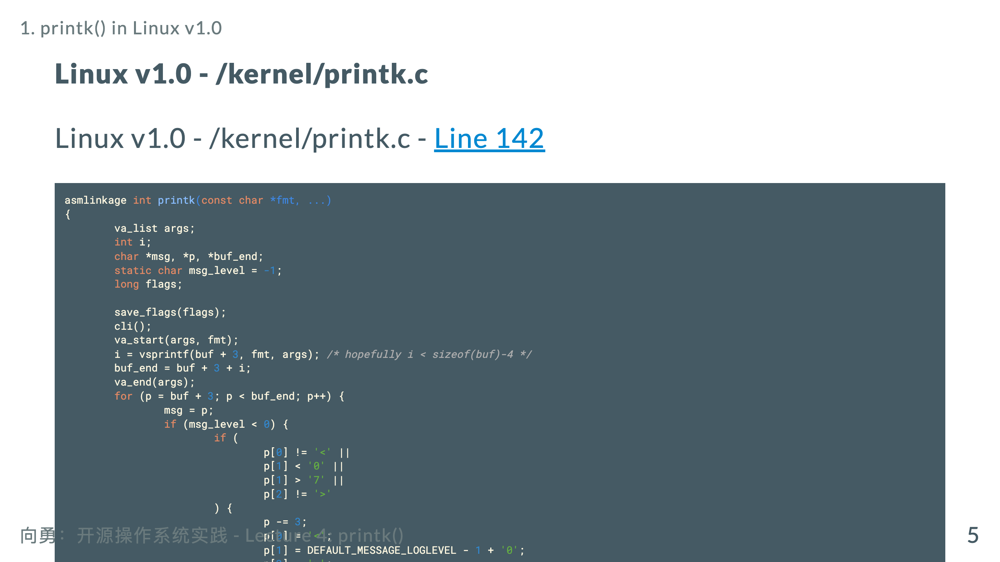 1. printk() in Linux v1.0
Linux v1.0 - /kernel/printk.c
Linux v1.0 - /kernel/printk.c - Line 142
asmlinkage int printk(const char *fmt, ...)
{
        va_list args;
        int i;
        char *msg, *p, *buf_end;
        static char msg_level = -1;
        long flags;

        save_flags(flags);
        cli();
        va_start(args, fmt);
        i = vsprintf(buf + 3, fmt, args); /* hopefully i < sizeof(buf)-4 */
        buf_end = buf + 3 + i;
        va_end(args);
        for (p = buf + 3; p < buf_end; p++) {
                msg = p;
                if (msg_level < 0) {
                        if (
                                p[0] != '<' ||
                                p[1] < '0' ||
                                p[1] > '7' ||
                                p[2] != '>'
                        ) {
                                p -= 3;
                                p[0] = '<';
                                p[1] = DEFAULT_MESSAGE_LOGLEVEL - 1 + '0';
向勇：开源操作系统实践 - Lecture 4: printk()
5